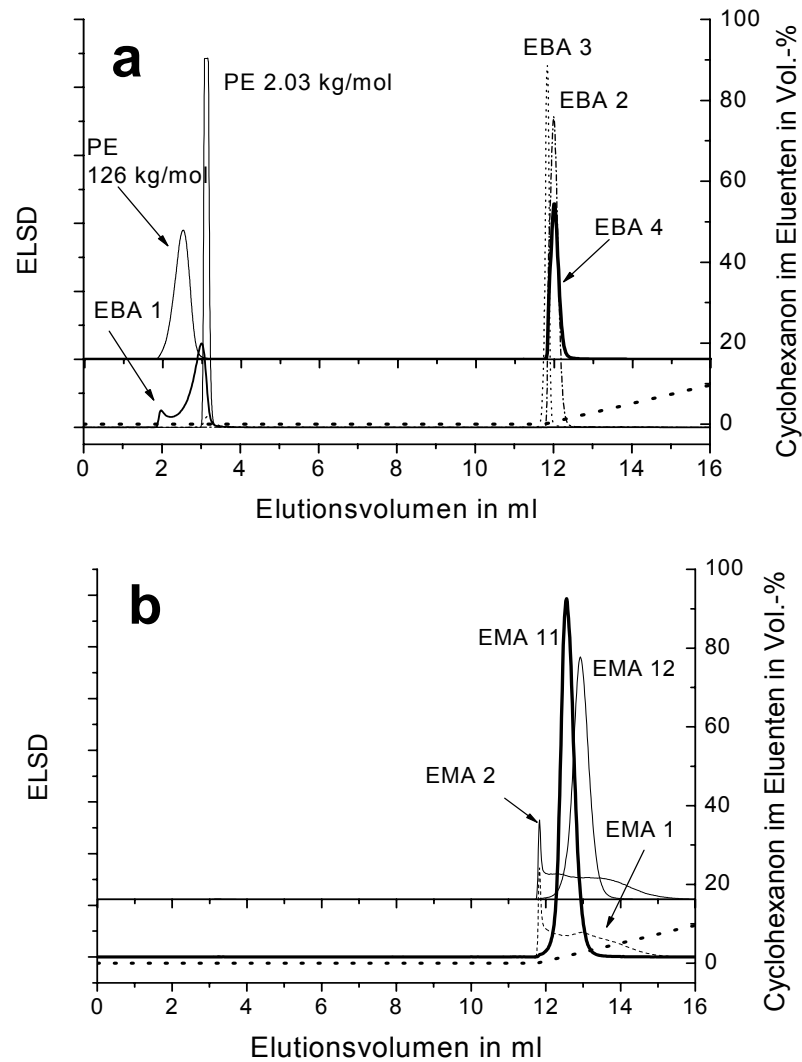 a
PE 2.03 kg/mol
PE
126 kg/mol
EBA 1
EBA 3
EBA 2
EBA 4
ELSD
100
80
60
40
20
0
Cyclohexanon im Eluenten in Vol.-%
0 2 4 6 8 10 12 14 16
Elutionsvolumen in ml
b
EMA 11
EMA 12
EMA 2
EMA 1
ELSD
100
80
60
40
20
0
Cyclohexanon im Eluenten in Vol.-%
0 2 4 6 8 10 12 14 16
Elutionsvolumen in ml